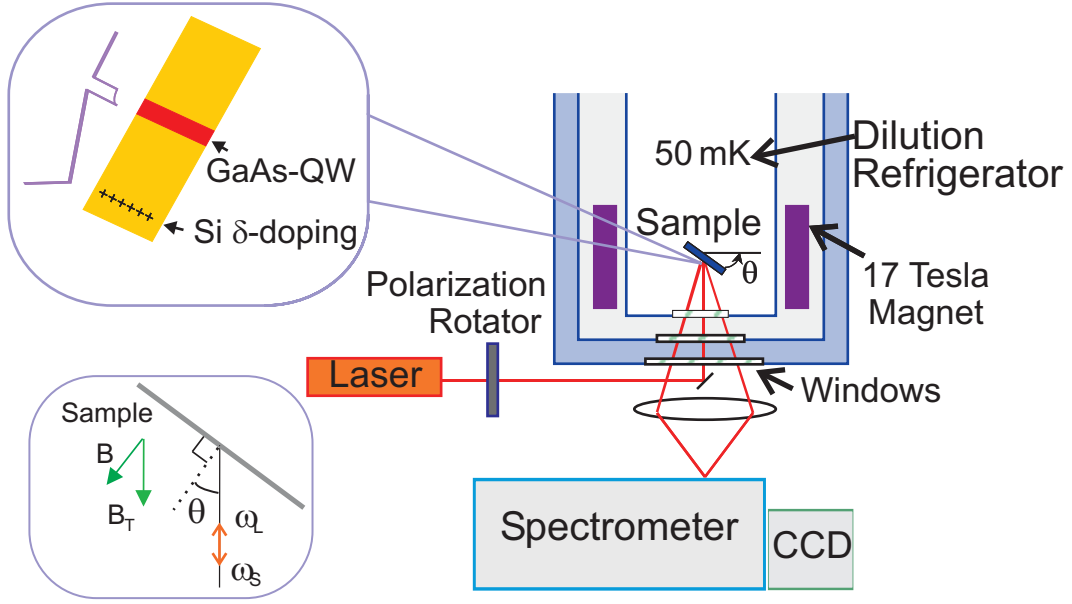 GaAs-QW
Si δ-doping
++++++
50 mK
Dilution
Refrigerator
Sample
θ
17 Tesla
Magnet
Polarization
Rotator
Laser
Windows
Spectrometer
CCD
Sample
B
B_T
θ
ω_L
ω_S